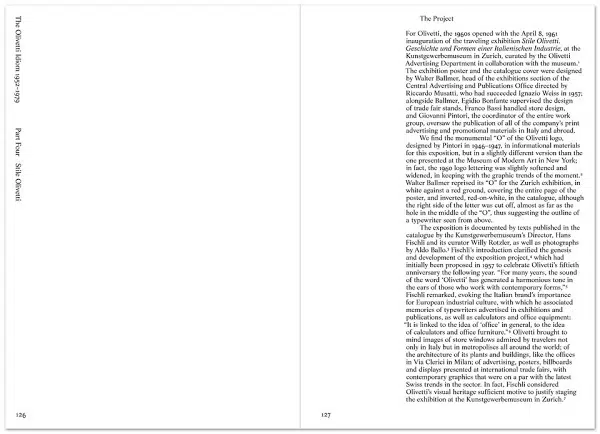 The Olivetti Idiom 1952–1979
Part Four   Stile Olivetti
126
The Project
For Olivetti, the 1960s opened with the April 8, 1961
inauguration of the traveling exhibition Stile Olivetti.
Geschichte und Formen einer Italienischen Industrie, at the
Kunstgewerbemuseum in Zurich, curated by the Olivetti
Advertising Department in collaboration with the museum.¹
The exhibition poster and the catalogue cover were designed
by Walter Ballmer, head of the exhibitions section of the
Central Advertising and Publications Office directed by
Riccardo Musatti, who had succeeded Ignazio Weiss in 1957;
alongside Ballmer, Egidio Bonfante supervised the design
of trade fair stands, Franco Bassi handled store design,
and Giovanni Pintori, the coordinator of the entire work
group, oversaw the publication of all of the company's print
advertising and promotional materials in Italy and abroad.
We find the monumental “O” of the Olivetti logo,
designed by Pintori in 1946–1947, in informational materials
for this exhibition, but in a slightly different version than the
one presented at the Museum of Modern Art in New York;
in fact, the 1960 logo lettering was slightly softened and
widened, in keeping with the graphic trends of the moment.²
Walter Ballmer reprised its “O” for the Zurich exhibition, in
white against a red ground, covering the entire page of the
poster, and inverted, red-on-white, in the catalogue, although
the right side of the letter was cut off, almost as far as the
hole in the middle of the “O”, thus suggesting the outline of
a typewriter seen from above.
The exposition is documented by texts published in the
catalogue by the Kunstgewerbemuseum's Director, Hans
Fischli and its curator Willy Rotzler, as well as photographs
by Aldo Ballo.³ Fischli's introduction clarified the genesis
and development of the exposition project,⁴ which had
initially been proposed in 1957 to celebrate Olivetti's fiftieth
anniversary the following year. “For many years, the sound
of the word ‘Olivetti’ has generated a harmonious tone in
the ears of those who work with contemporary forms,”⁵
Fischli remarked, evoking the Italian brand's importance
for European industrial culture, with which he associated
memories of typewriters advertised in exhibitions and
publications, as well as calculators and office equipment:
“It is linked to the idea of ‘office’ in general, to the idea
of calculators and office furniture.”⁶ Olivetti brought to
mind images of store windows admired by travelers not
only in Italy but in metropolises all around the world; of
the architecture of its plants and buildings, like the offices
in Via Clerici in Milan; of advertising, posters, billboards
and displays presented at international trade fairs, with
contemporary graphics that were on a par with the latest
Swiss trends in the sector. In fact, Fischli considered
Olivetti's visual heritage sufficient motive to justify staging
the exhibition at the Kunstgewerbemuseum in Zurich.⁷
127